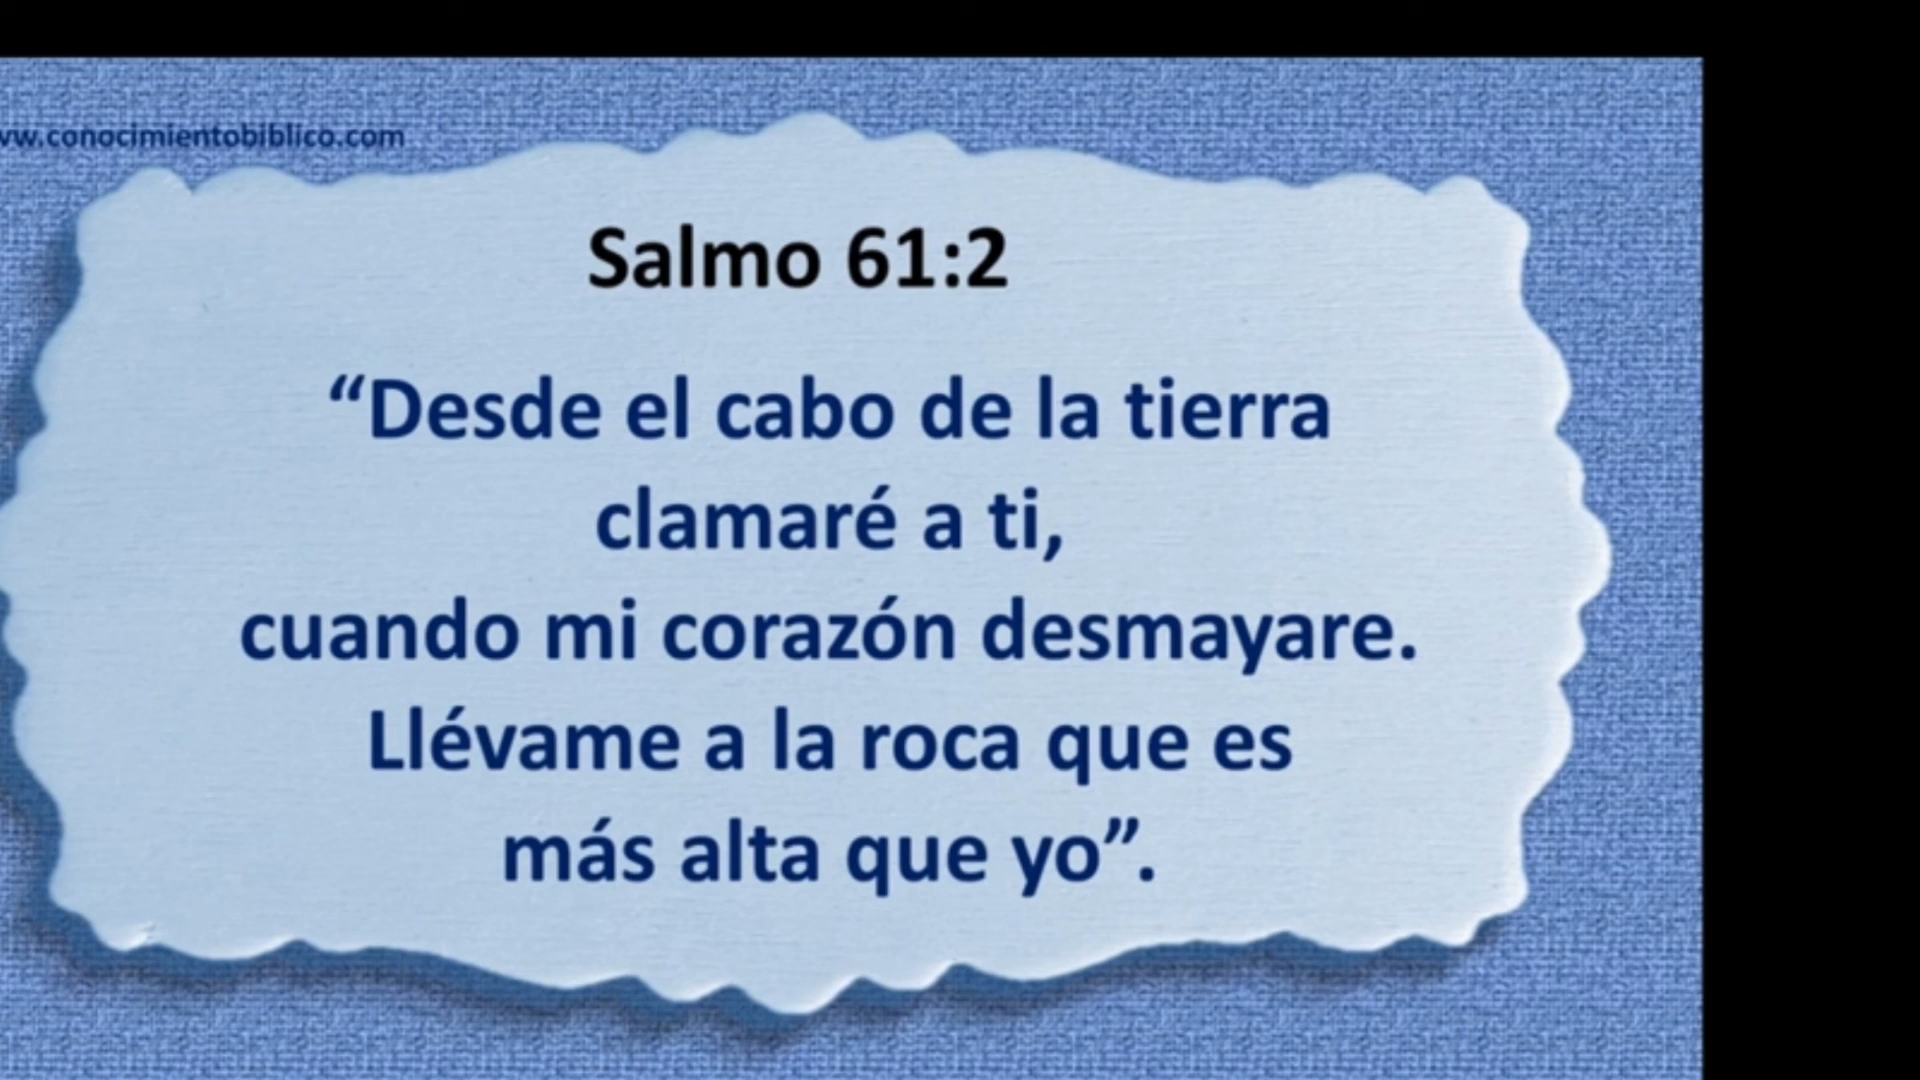 vw.conocimientobiblico.com
Salmo 61:2
“Desde el cabo de la tierra
clamaré a ti,
cuando mi corazón desmayare.
Llévame a la roca que es
más alta que yo”.